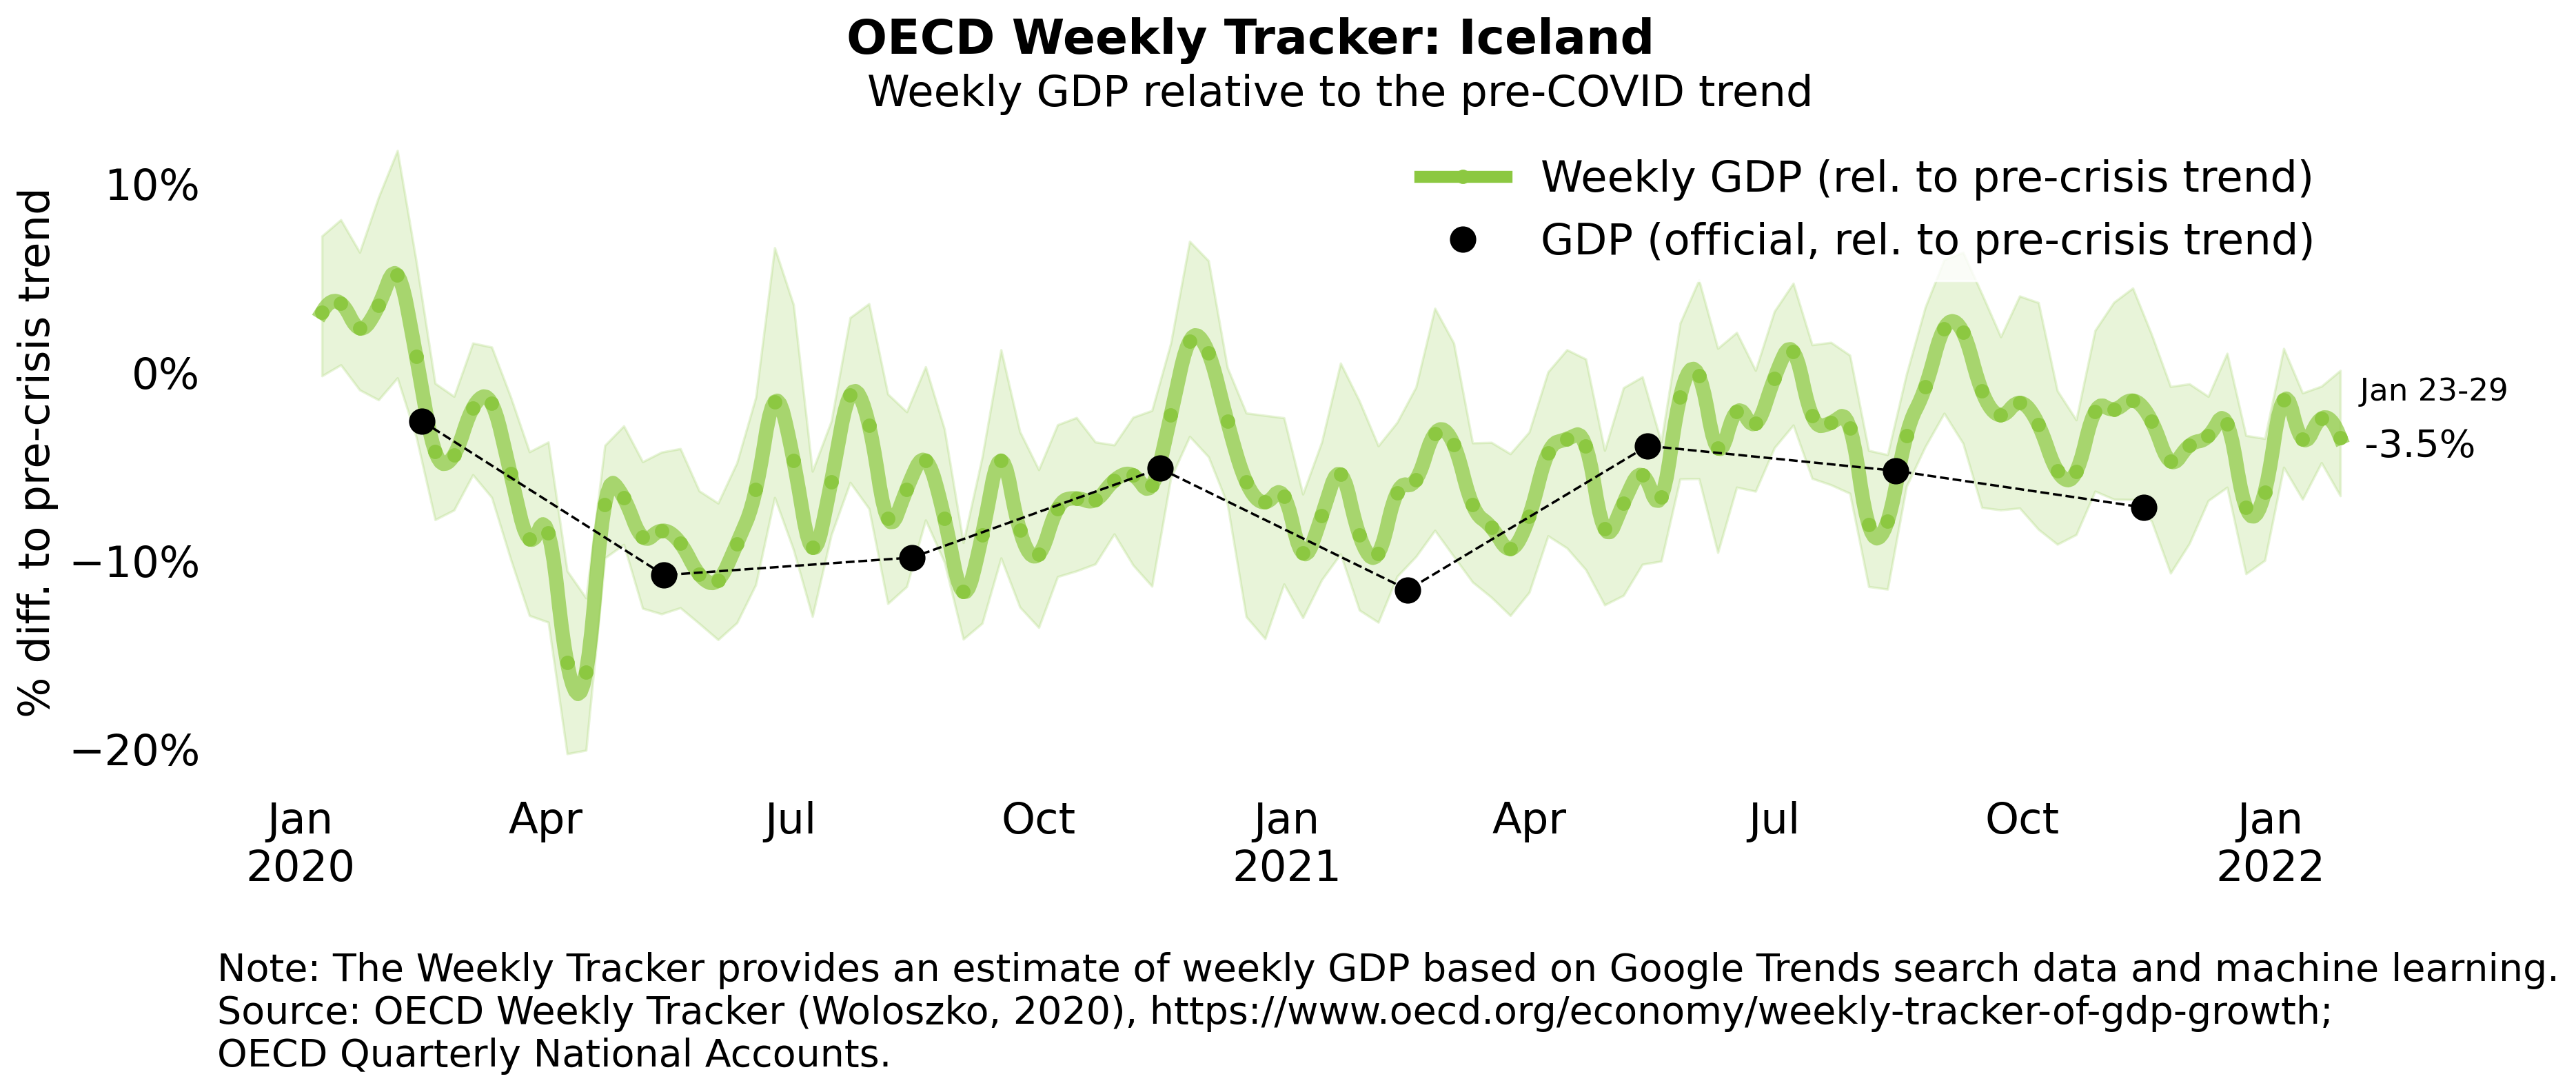 OECD Weekly Tracker: Iceland
Weekly GDP relative to the pre-COVID trend
% diff. to pre-crisis trend
10%
0%
−10%
−20%
Weekly GDP (rel. to pre-crisis trend)
GDP (official, rel. to pre-crisis trend)
Jan 23-29
-3.5%
Jan Apr Jul Oct Jan Apr Jul Oct Jan
2020 2021 2022
Note: The Weekly Tracker provides an estimate of weekly GDP based on Google Trends search data and machine learning.
Source: OECD Weekly Tracker (Woloszko, 2020), https://www.oecd.org/economy/weekly-tracker-of-gdp-growth;
OECD Quarterly National Accounts.